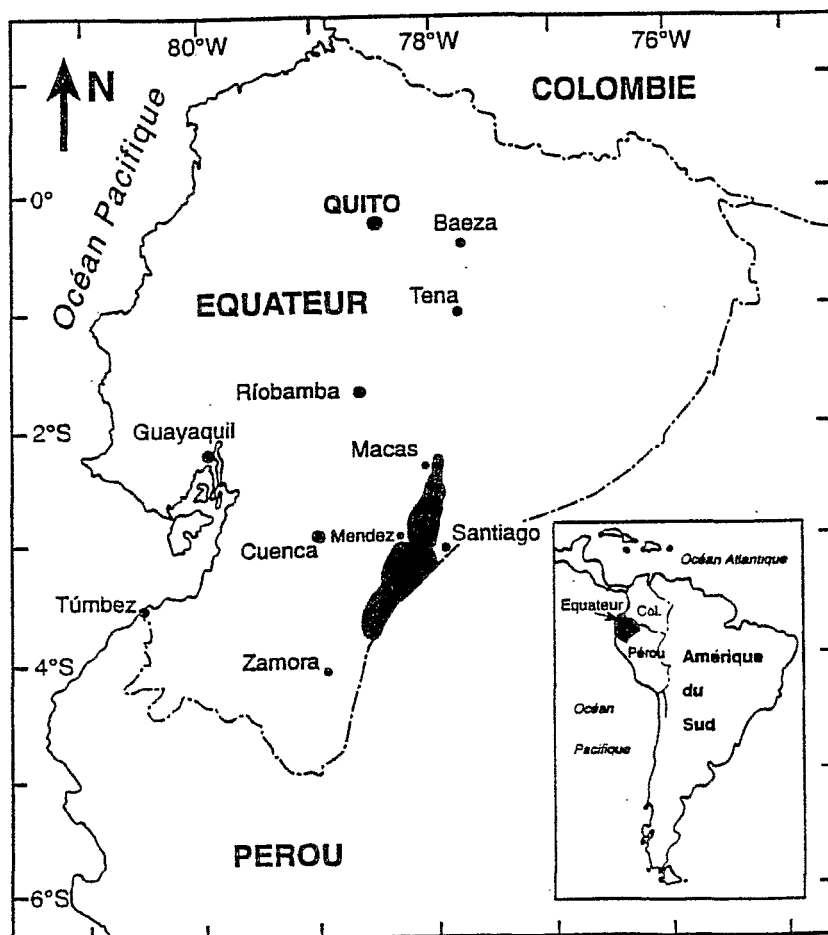 80°W
78°W
76°W
N
COLOMBIE
Océan Pacifique
0°
QUITO
Baeza
EQUATEUR
Tena
Ríobamba
2°S
Guayaquil
Macas
Cuenca
Mendez
Santiago
Túmbez
Zamora
4°S
PEROU
6°S
Océan Atlantique
Equateur
Col.
Pérou
Amérique
du
Sud
Océan
Pacifique